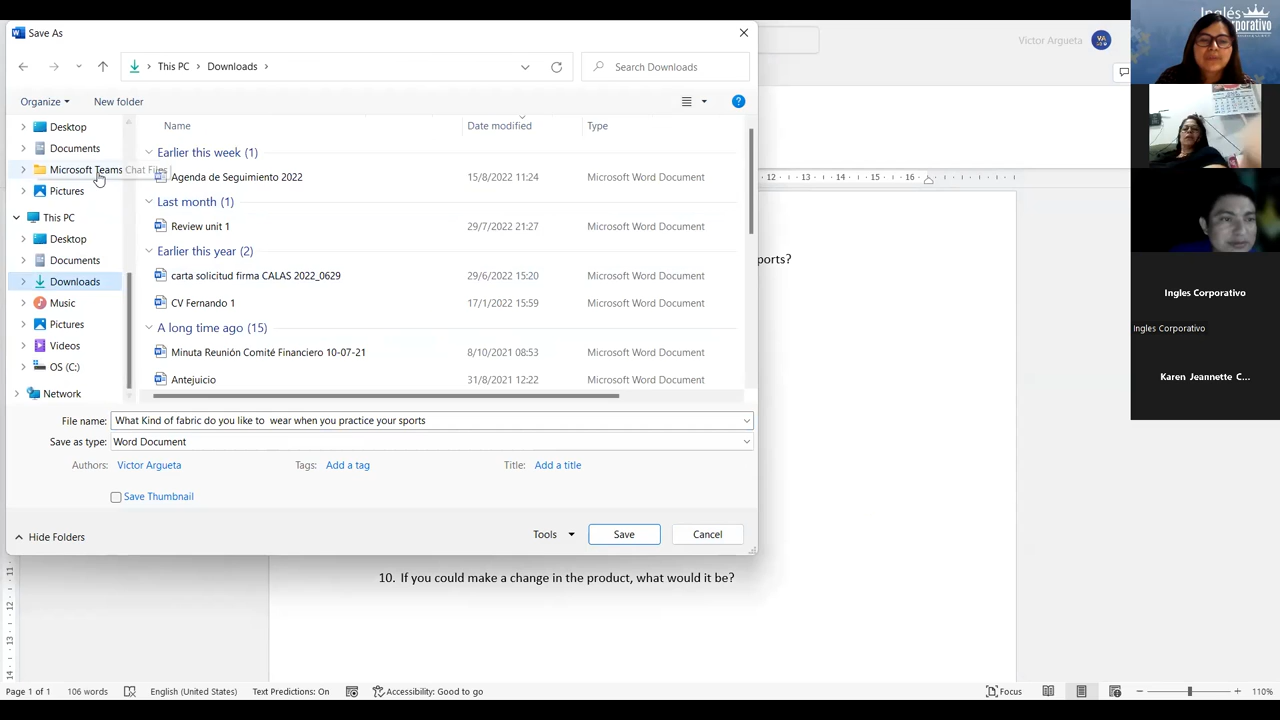 Save As
Victor Argueta
VA
Inglés
Corporativo
This PC
Downloads
Search Downloads
Organize
New folder
Desktop
Documents
Microsoft Teams Chat Files
Pictures
This PC
Desktop
Documents
Downloads
Music
Pictures
Videos
OS (C:)
Network
Name Date modified Type
Earlier this week (1)
Agenda de Seguimiento 2022 15/8/2022 11:24 Microsoft Word Document
Last month (1)
Review unit 1 29/7/2022 21:27 Microsoft Word Document
Earlier this year (2)
carta solicitud firma CALAS 2022_0629 29/6/2022 15:20 Microsoft Word Document
CV Fernando 1 17/1/2022 15:59 Microsoft Word Document
A long time ago (15)
Minuta Reunión Comité Financiero 10-07-21 8/10/2021 08:53 Microsoft Word Document
Antejuicio 31/8/2021 12:22 Microsoft Word Document
File name: What Kind of fabric do you like to  wear when you practice your sports
Save as type: Word Document
Authors: Victor Argueta Tags: Add a tag Title: Add a title
Save Thumbnail
Hide Folders
Tools
Save
Cancel
12 13 14 15 16
ports?
10. If you could make a change in the product, what would it be?
11
12
13
14
Ingles Corporativo
Ingles Corporativo
Karen Jeannette C...
Page 1 of 1 106 words English (United States) Text Predictions: On Accessibility: Good to go Focus 110%